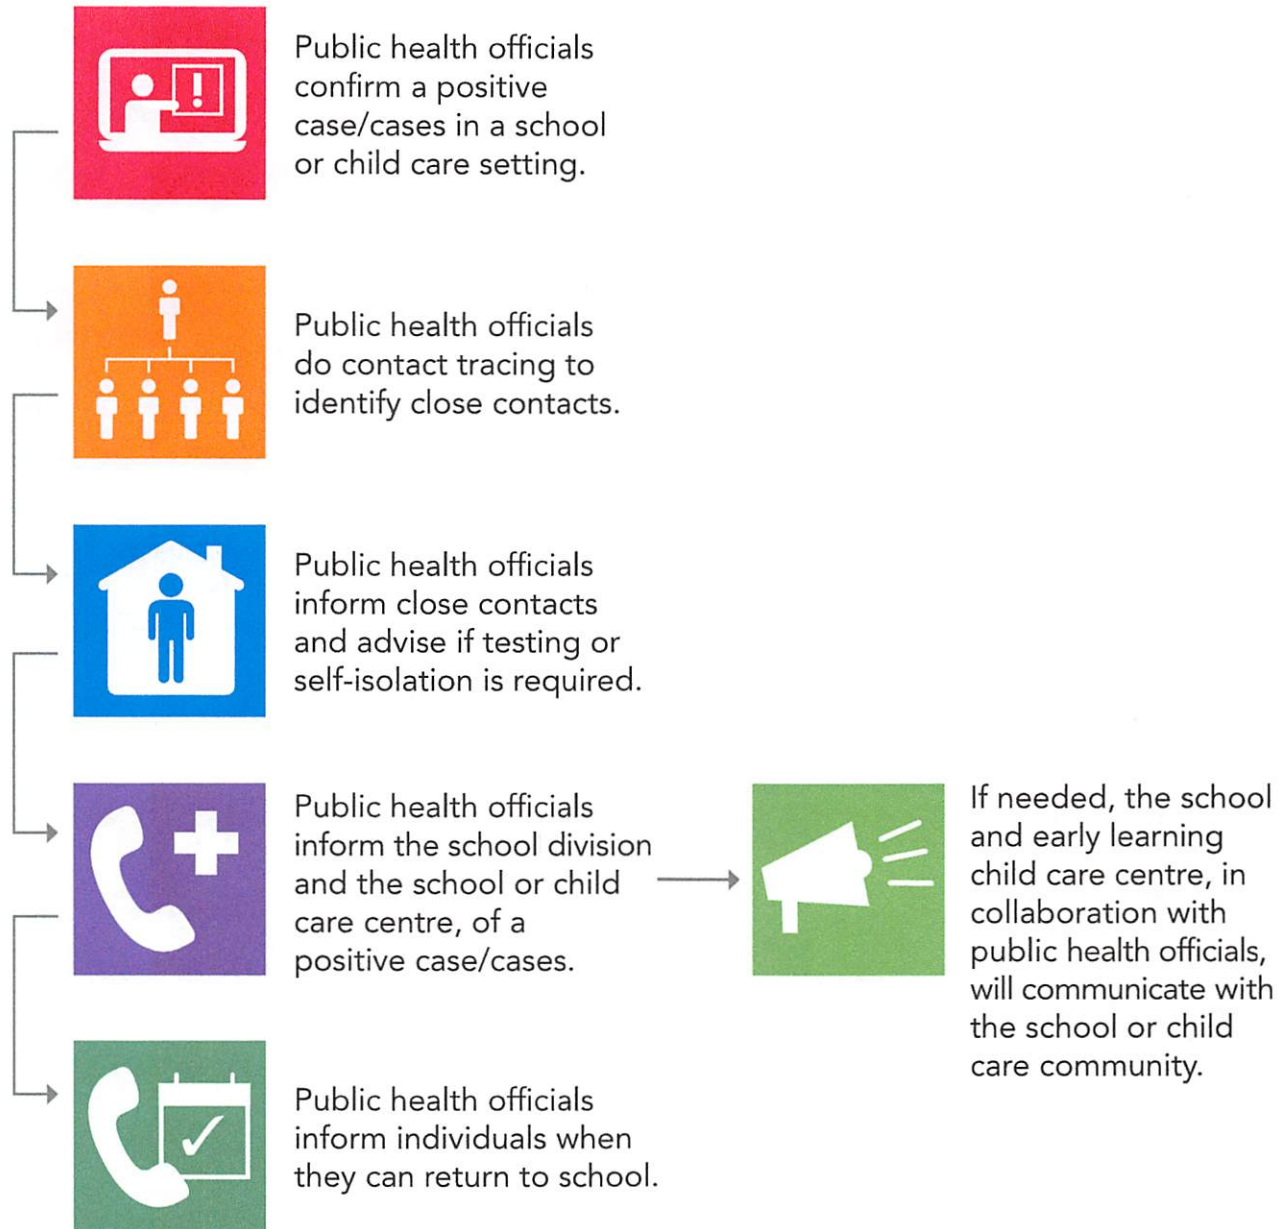 Public health officials
confirm a positive
case/cases in a school
or child care setting.
Public health officials
do contact tracing to
identify close contacts.
Public health officials
inform close contacts
and advise if testing or
self-isolation is required.
Public health officials
inform the school division
and the school or child
care centre, of a
positive case/cases.
If needed, the school
and early learning
child care centre, in
collaboration with
public health officials,
will communicate with
the school or child
care community.
Public health officials
inform individuals when
they can return to school.